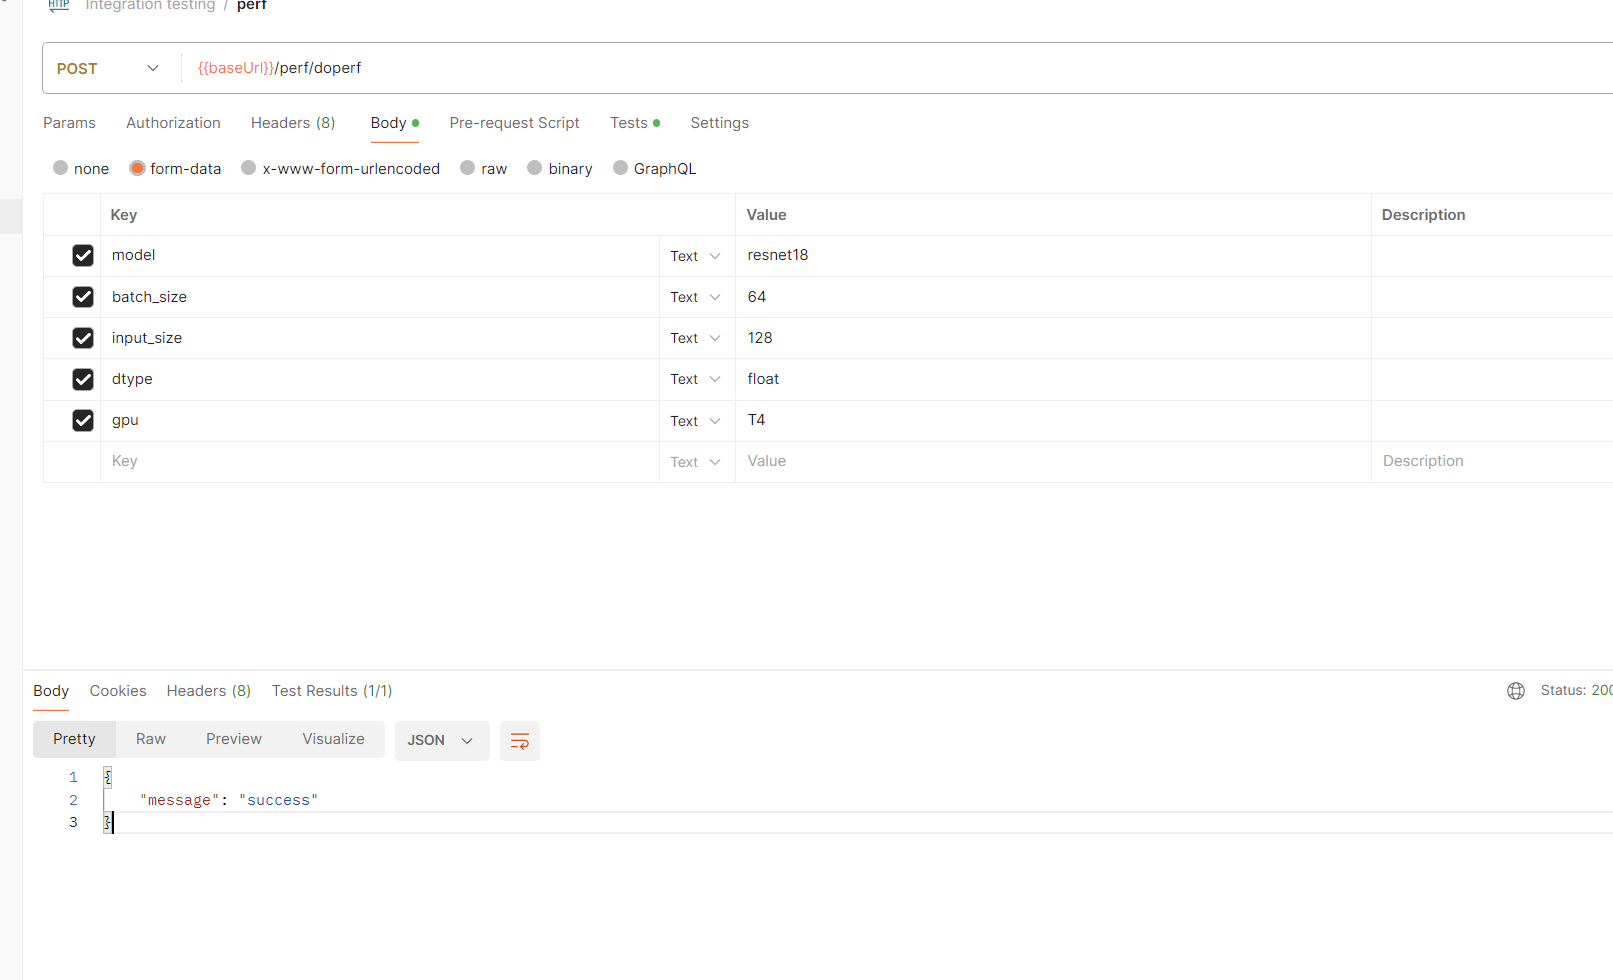 HTTP Integration testing / perf
POST {{baseUrl}}/perf/doperf
Params Authorization Headers (8) Body Pre-request Script Tests Settings
none form-data x-www-form-urlencoded raw binary GraphQL
Key Value Description
model Text resnet18
batch_size Text 64
input_size Text 128
dtype Text float
gpu Text T4
Key Text Value Description
Body Cookies Headers (8) Test Results (1/1) Status: 200
Pretty Raw Preview Visualize JSON
1 {
2 "message": "success"
3 }